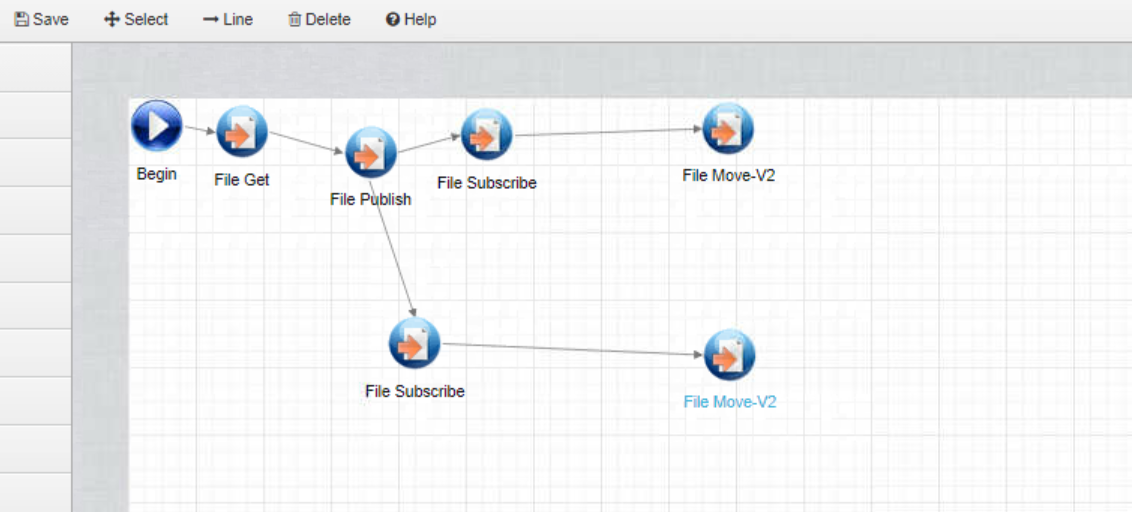 Save
Select
Line
Delete
Help
Begin
File Get
File Publish
File Subscribe
File Move-V2
File Subscribe
File Move-V2